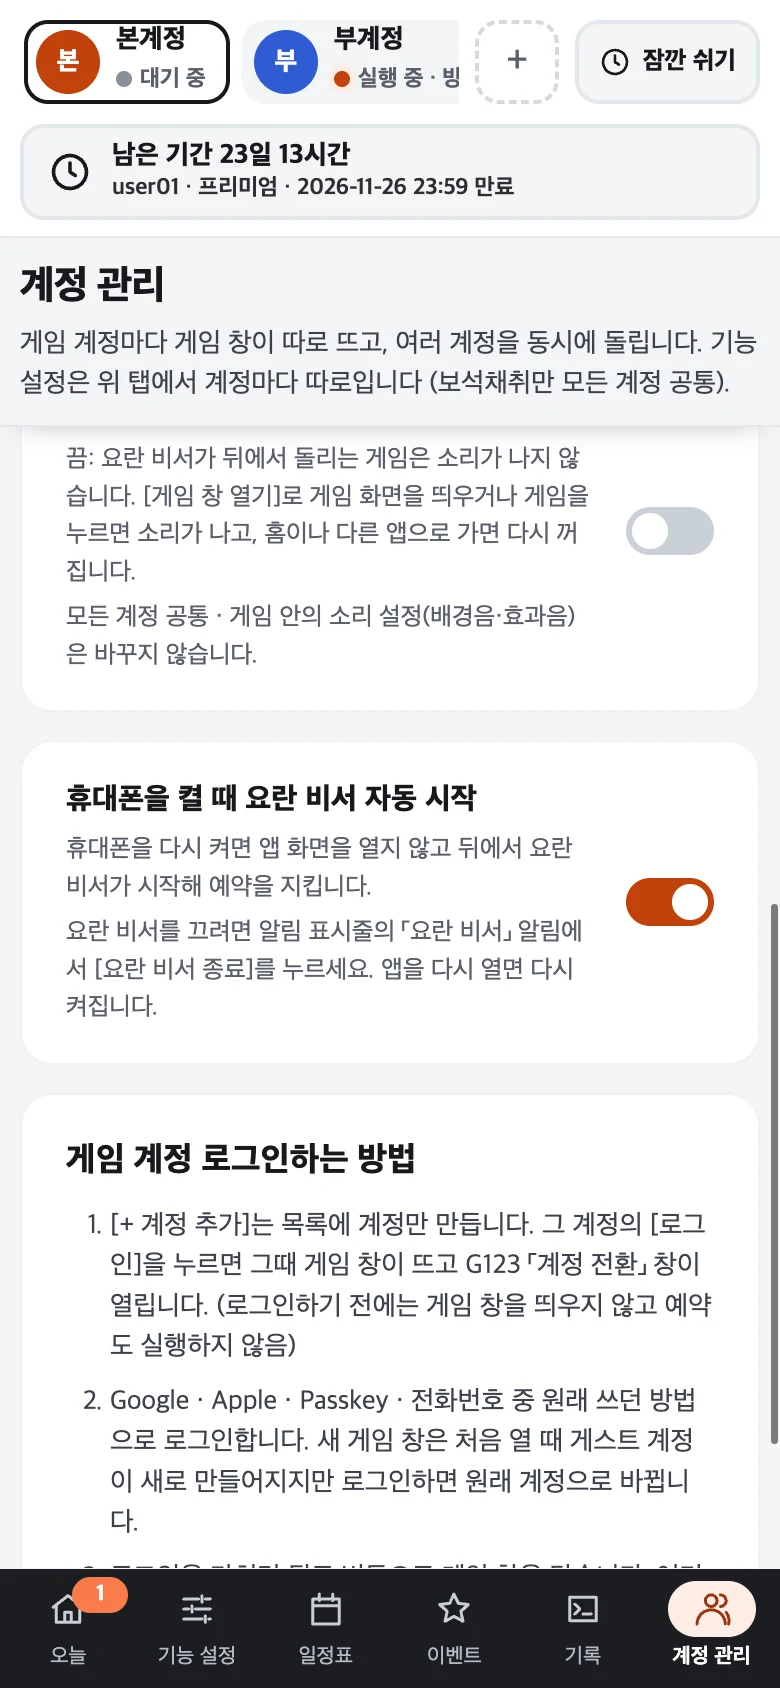 본
본계정
대기 중
부
부계정
실행 중 · 방
+
잠깐 쉬기
남은 기간 23일 13시간
user01 · 프리미엄 · 2026-11-26 23:59 만료
계정 관리
게임 계정마다 게임 창이 따로 뜨고, 여러 계정을 동시에 돌립니다. 기능
설정은 위 탭에서 계정마다 따로입니다 (보석채취만 모든 계정 공통).
끔: 요란 비서가 뒤에서 돌리는 게임은 소리가 나지 않
습니다. [게임 창 열기]로 게임 화면을 띄우거나 게임을
누르면 소리가 나고, 홈이나 다른 앱으로 가면 다시 꺼
집니다.
모든 계정 공통 · 게임 안의 소리 설정(배경음·효과음)
은 바꾸지 않습니다.
휴대폰을 켤 때 요란 비서 자동 시작
휴대폰을 다시 켜면 앱 화면을 열지 않고 뒤에서 요란
비서가 시작해 예약을 지킵니다.
요란 비서를 끄려면 알림 표시줄의 「요란 비서」 알림에
서 [요란 비서 종료]를 누르세요. 앱을 다시 열면 다시
켜집니다.
게임 계정 로그인하는 방법
1. [+ 계정 추가]는 목록에 계정만 만듭니다. 그 계정의 [로그
인]을 누르면 그때 게임 창이 뜨고 G123 「계정 전환」 창이
열립니다. (로그인하기 전에는 게임 창을 띄우지 않고 예약
도 실행하지 않음)
2. Google · Apple · Passkey · 전화번호 중 원래 쓰던 방법
으로 로그인합니다. 새 게임 창은 처음 열 때 게스트 계정
이 새로 만들어지지만 로그인하면 원래 계정으로 바뀝니
다.
1
오늘
기능 설정
일정표
이벤트
기록
계정 관리